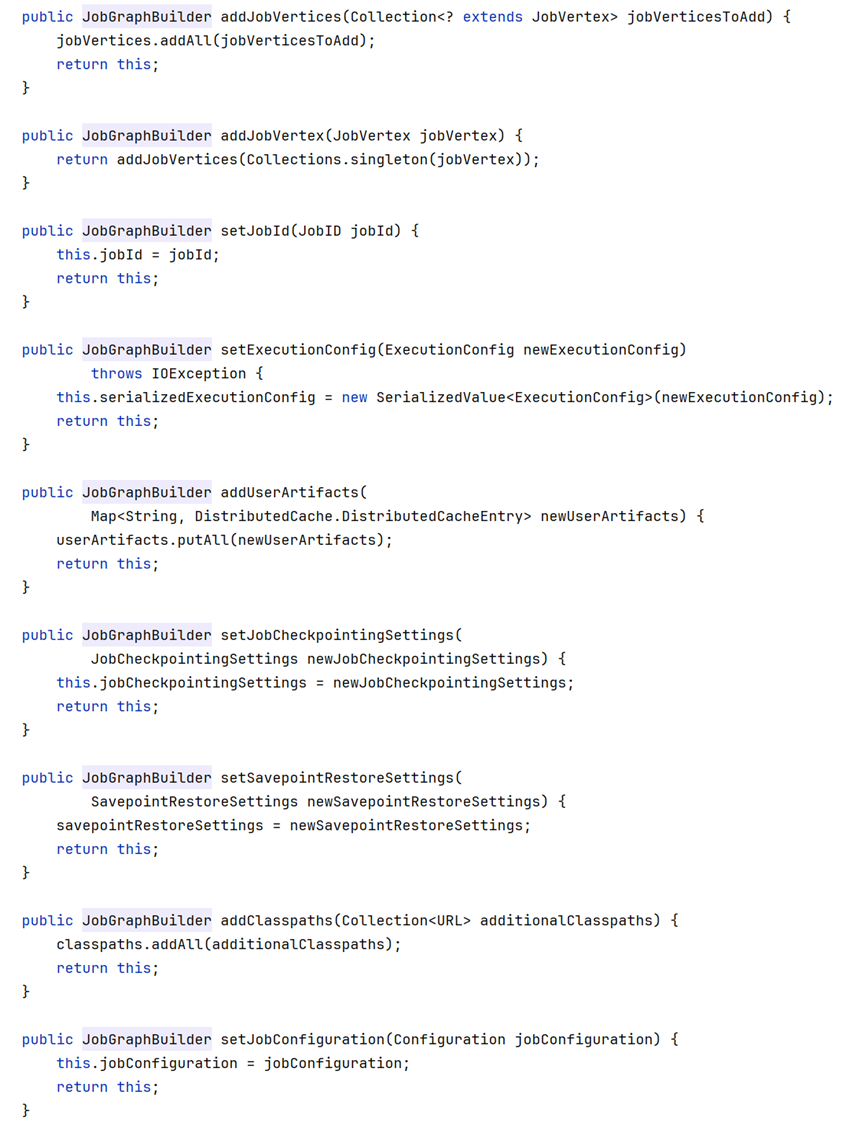 public JobGraphBuilder addJobVertices(Collection<? extends JobVertex> jobVerticesToAdd) {
    jobVertices.addAll(jobVerticesToAdd);
    return this;
}

public JobGraphBuilder addJobVertex(JobVertex jobVertex) {
    return addJobVertices(Collections.singleton(jobVertex));
}

public JobGraphBuilder setJobId(JobID jobId) {
    this.jobId = jobId;
    return this;
}

public JobGraphBuilder setExecutionConfig(ExecutionConfig newExecutionConfig)
        throws IOException {
    this.serializedExecutionConfig = new SerializedValue<ExecutionConfig>(newExecutionConfig);
    return this;
}

public JobGraphBuilder addUserArtifacts(
        Map<String, DistributedCache.DistributedCacheEntry> newUserArtifacts) {
    userArtifacts.putAll(newUserArtifacts);
    return this;
}

public JobGraphBuilder setJobCheckpointingSettings(
        JobCheckpointingSettings newJobCheckpointingSettings) {
    this.jobCheckpointingSettings = newJobCheckpointingSettings;
    return this;
}

public JobGraphBuilder setSavepointRestoreSettings(
        SavepointRestoreSettings newSavepointRestoreSettings) {
    savepointRestoreSettings = newSavepointRestoreSettings;
    return this;
}

public JobGraphBuilder addClasspaths(Collection<URL> additionalClasspaths) {
    classpaths.addAll(additionalClasspaths);
    return this;
}

public JobGraphBuilder setJobConfiguration(Configuration jobConfiguration) {
    this.jobConfiguration = jobConfiguration;
    return this;
}